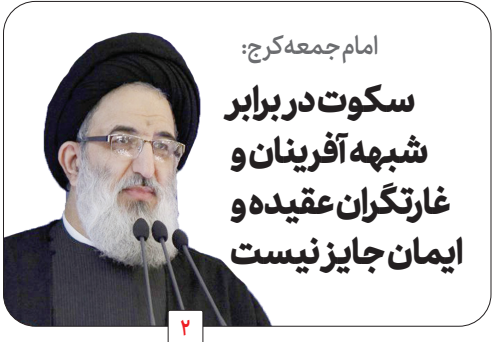 امام جمعه کرج:
سکوت در برابر
شبهه آفرینان و
غارتگران عقیده و
ایمان جایز نیست
۲